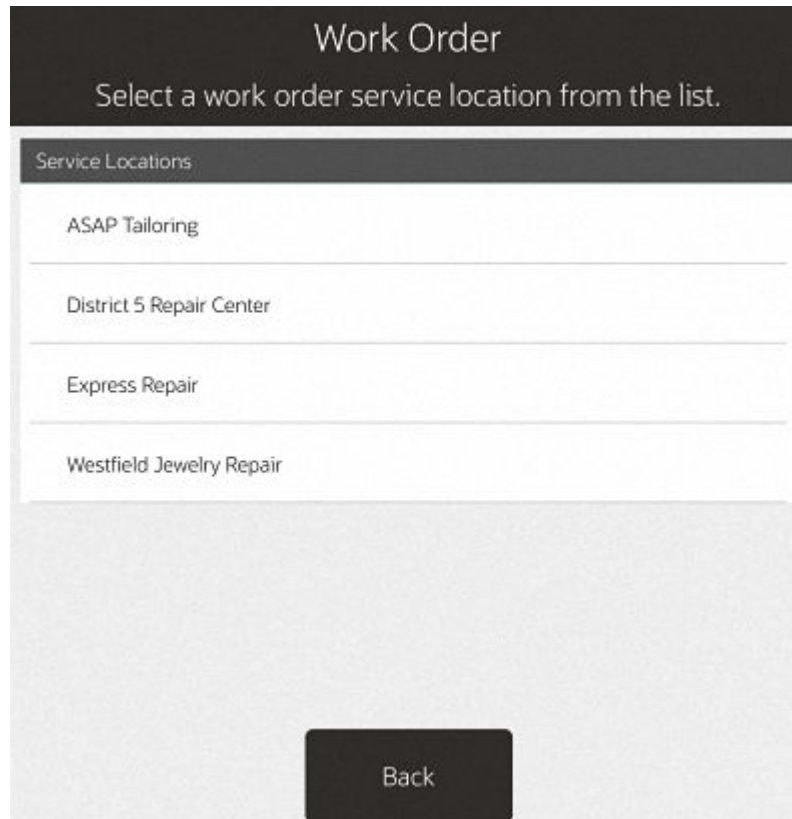 Work Order
Select a work order service location from the list.
Service Locations
ASAP Tailoring
District 5 Repair Center
Express Repair
Westfield Jewelry Repair
Back